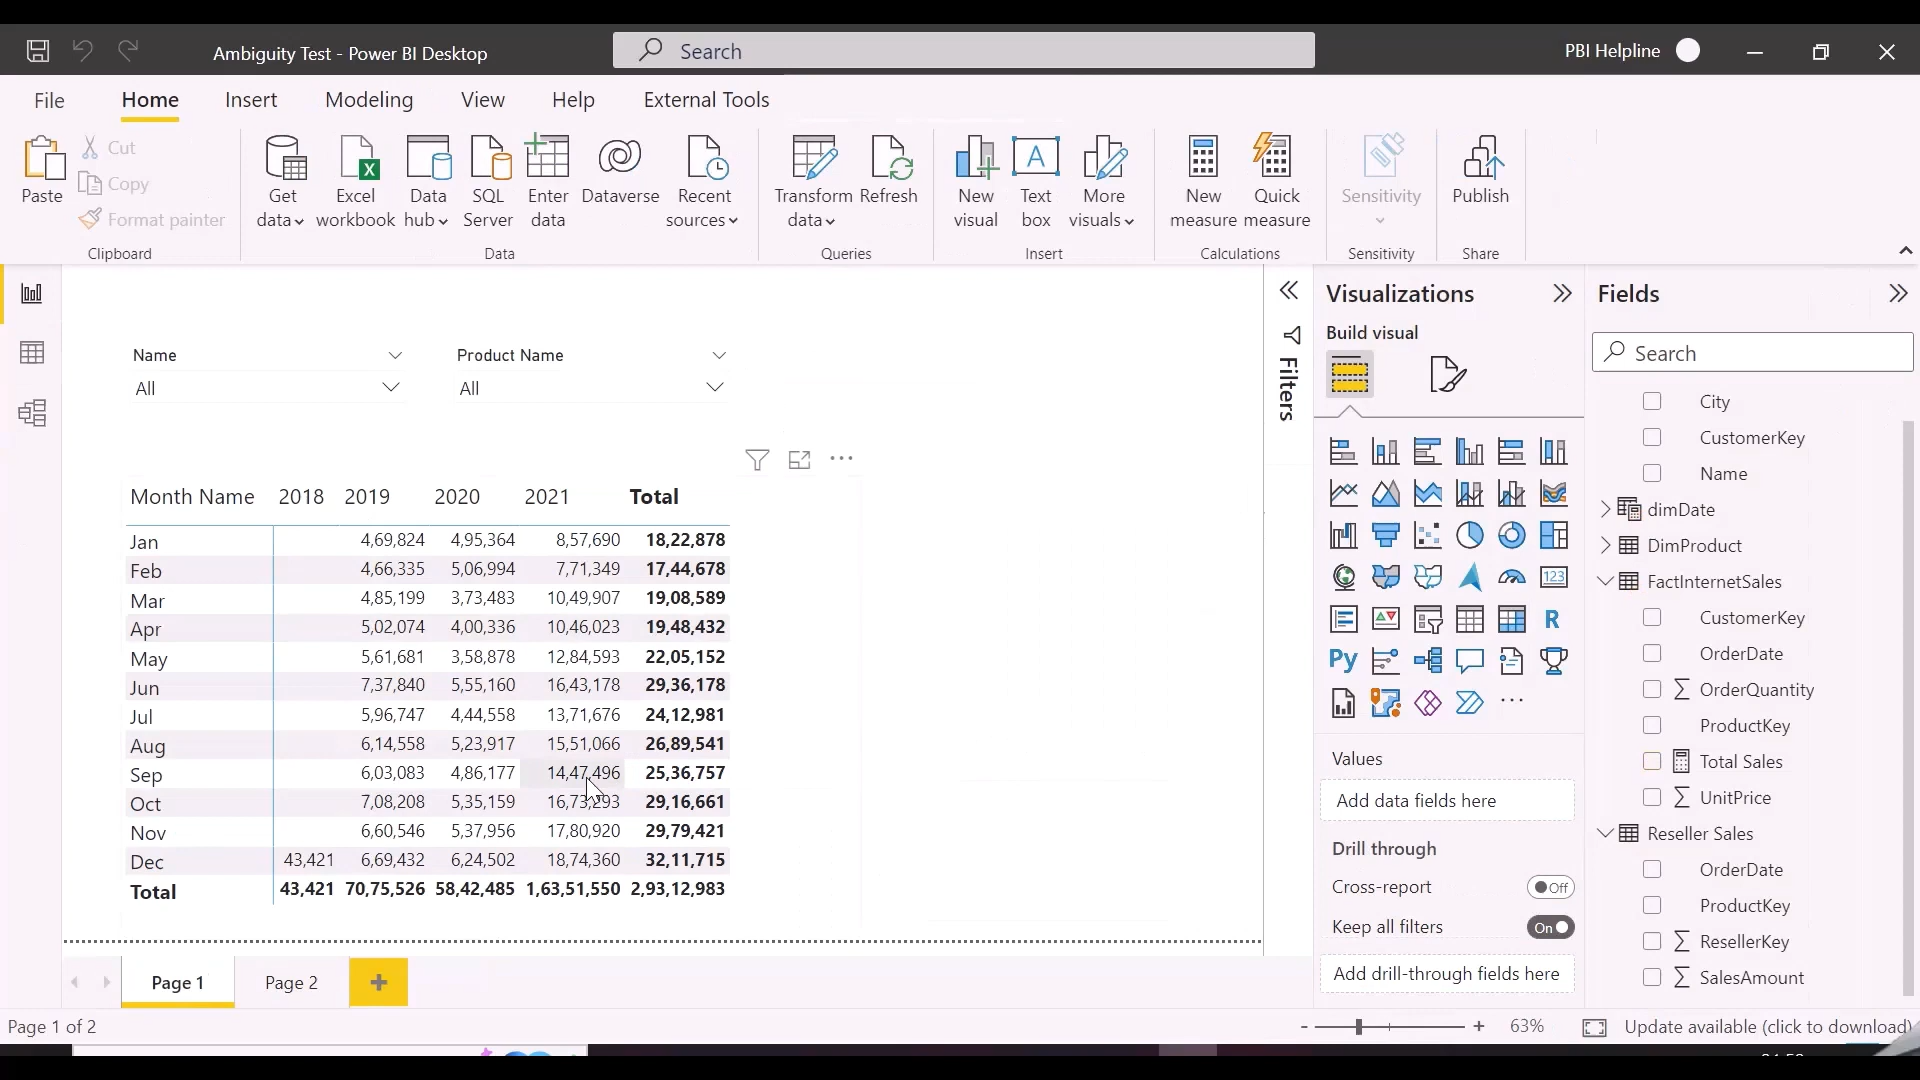 Ambiguity Test - Power BI Desktop
Search
PBI Helpline
File Home Insert Modeling View Help External Tools
Paste
Cut
Copy
Format painter
Clipboard
Get data
Excel workbook
Data hub
SQL Server
Enter data
Dataverse
Recent sources
Data
Transform data
Refresh
Queries
New visual
Text box
More visuals
Insert
New measure
Quick measure
Calculations
Sensitivity
Sensitivity
Publish
Share
Name
All
Product Name
All
Month Name 2018 2019 2020 2021 Total
Jan 4,69,824 4,95,364 8,57,690 18,22,878
Feb 4,66,335 5,06,994 7,71,349 17,44,678
Mar 4,85,199 3,73,483 10,49,907 19,08,589
Apr 5,02,074 4,00,336 10,46,023 19,48,432
May 5,61,681 3,58,878 12,84,593 22,05,152
Jun 7,37,840 5,55,160 16,43,178 29,36,178
Jul 5,96,747 4,44,558 13,71,676 24,12,981
Aug 6,14,558 5,23,917 15,51,066 26,89,541
Sep 6,03,083 4,86,177 14,47,496 25,36,757
Oct 7,08,208 5,35,159 16,73,293 29,16,661
Nov 6,60,546 5,37,956 17,80,920 29,79,421
Dec 43,421 6,69,432 6,24,502 18,74,360 32,11,715
Total 43,421 70,75,526 58,42,485 1,63,51,550 2,93,12,983
Filters
Visualizations
Build visual
123
R
Py
Values
Add data fields here
Drill through
Cross-report Off
Keep all filters On
Add drill-through fields here
Fields
Search
City
CustomerKey
Name
dimDate
DimProduct
FactInternetSales
CustomerKey
OrderDate
OrderQuantity
ProductKey
Total Sales
UnitPrice
Reseller Sales
OrderDate
ProductKey
ResellerKey
SalesAmount
Page 1
Page 2
Page 1 of 2
63%
Update available (click to download)